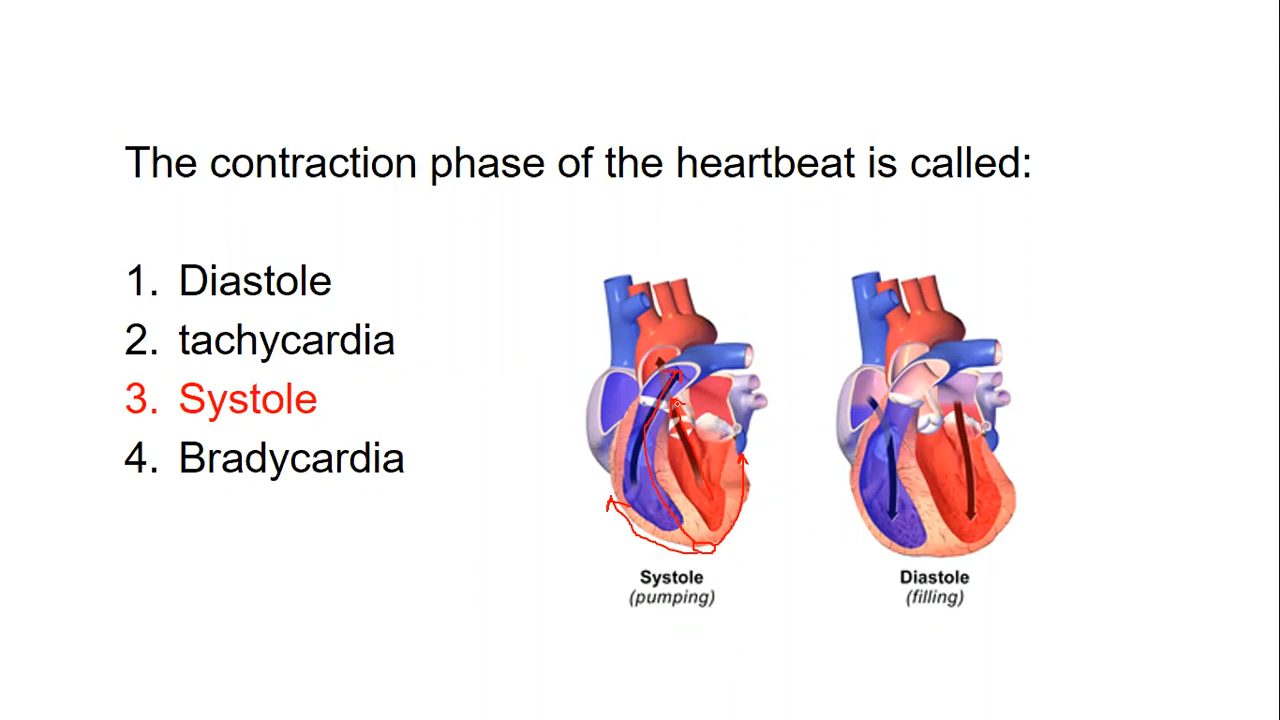 The contraction phase of the heartbeat is called:
1. Diastole
2. tachycardia
3. Systole
4. Bradycardia
Systole
(pumping)
Diastole
(filling)